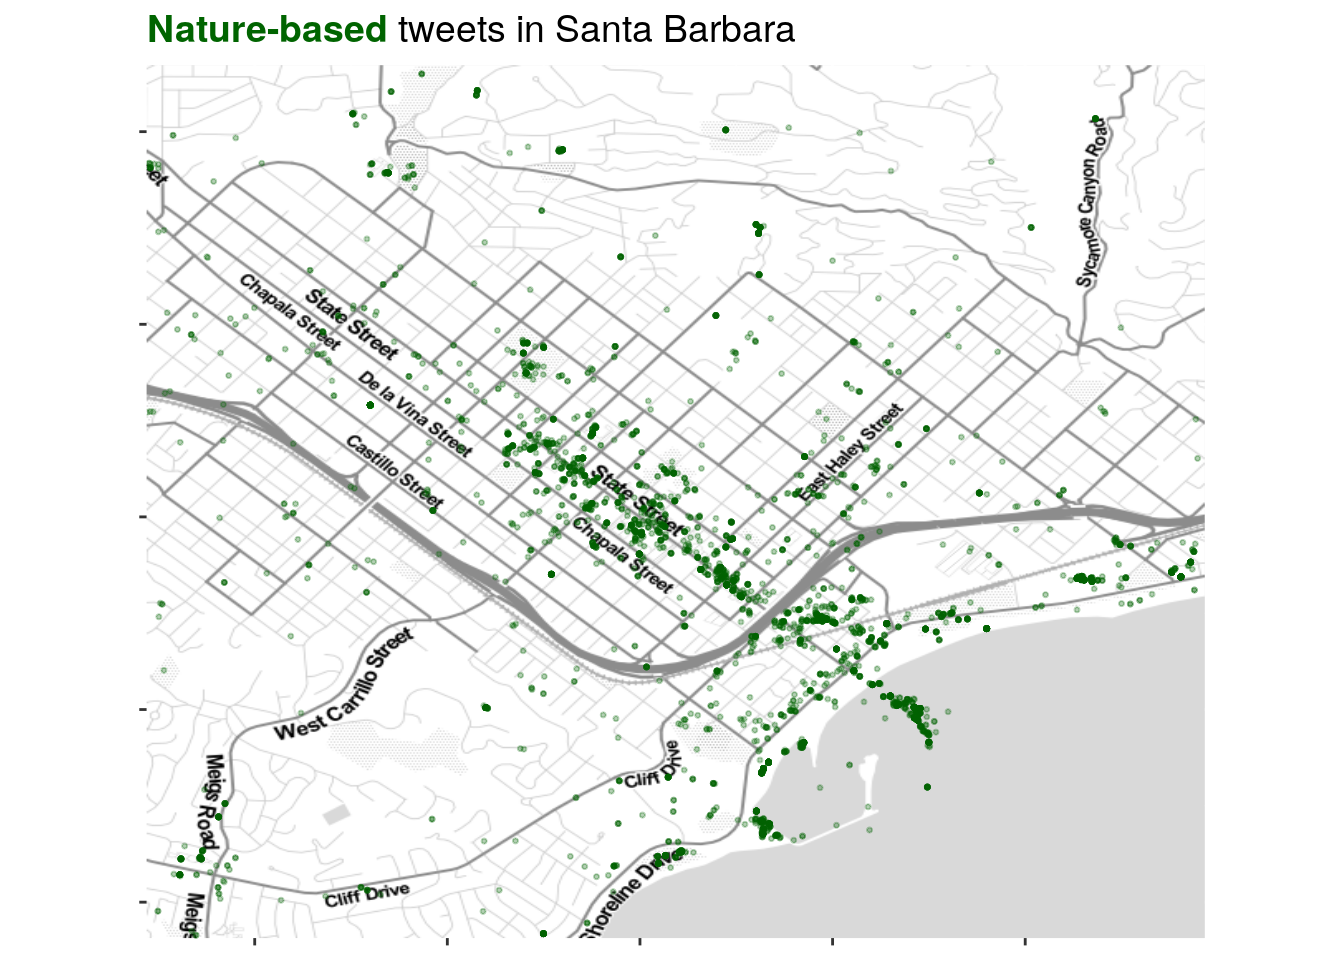 Nature-based tweets in Santa Barbara
Sycamore Canyon Road
et
Chapala Street
State Street
De la Vina Street
Castillo Street
East Haley Street
State Street
Chapala Street
West Carrillo Street
Cliff Drive
Meigs Road
Shoreline Drive
Cliff Drive
Meigs